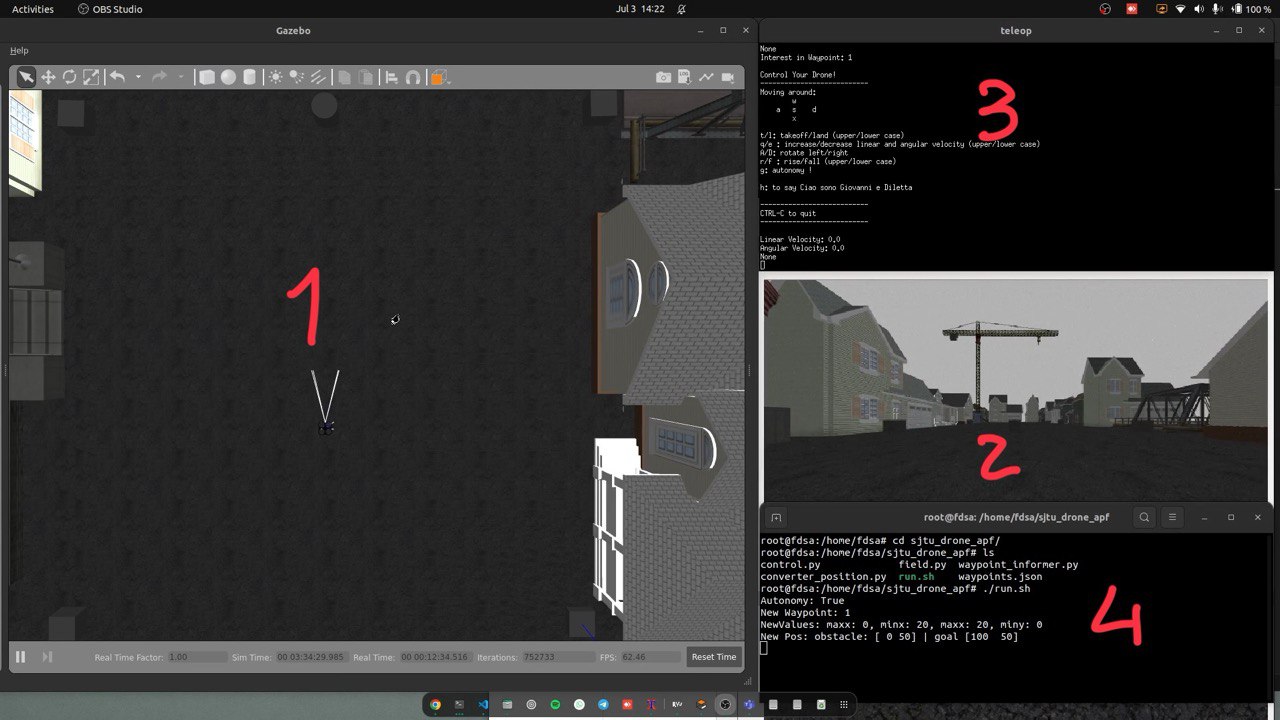 Activities
OBS Studio
Jul 3 14:22
100 %
Gazebo
Help
1
Real Time Factor: 1.00
Sim Time: 00 03:34:29.985
Real Time: 00 00:12:34.516
Iterations: 752733
FPS: 62.46
Reset Time
teleop
None
Interest in Waypoint: 1
Control Your Drone!
---------------------------
Moving around:
w
a s d
x
t/l: takeoff/land (upper/lower case)
q/e : increase/decrease linear and angular velocity (upper/lower case)
A/D: rotate left/right
r/f : rise/fall (upper/lower case)
g: autonomy !
h: to say Ciao sono Giovanni e Diletta
---------------------------
CTRL-C to quit
---------------------------
Linear Velocity: 0.0
Angular Velocity: 0.0
None
3
2
root@fdsa: /home/fdsa/sjtu_drone_apf
root@fdsa:/home/fdsa# cd sjtu_drone_apf/
root@fdsa:/home/fdsa/sjtu_drone_apf# ls
control.py field.py waypoint_informer.py
converter_position.py run.sh waypoints.json
root@fdsa:/home/fdsa/sjtu_drone_apf# ./run.sh
Autonomy: True
New Waypoint: 1
NewValues: maxx: 0, minx: 20, maxx: 20, miny: 0
New Pos: obstacle: [ 0 50] | goal [100  50]
4